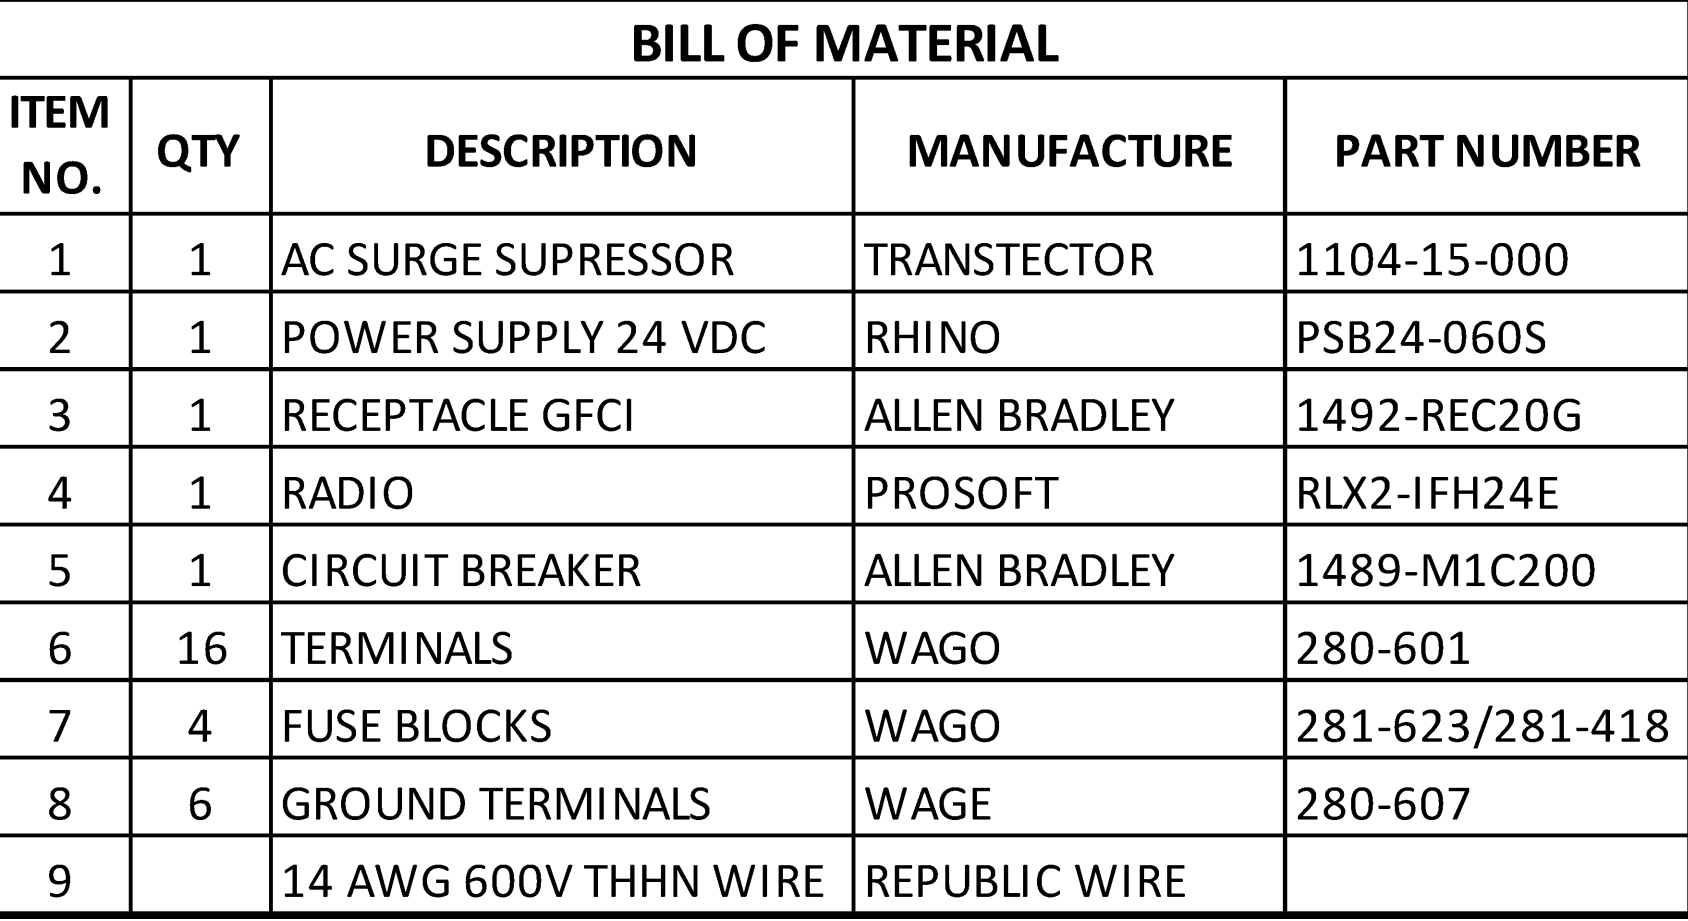 BILL OF MATERIAL
ITEM NO. QTY DESCRIPTION MANUFACTURE PART NUMBER
1 1 AC SURGE SUPRESSOR TRANSTECTOR 1104-15-000
2 1 POWER SUPPLY 24 VDC RHINO PSB24-060S
3 1 RECEPTACLE GFCI ALLEN BRADLEY 1492-REC20G
4 1 RADIO PROSOFT RLX2-IFH24E
5 1 CIRCUIT BREAKER ALLEN BRADLEY 1489-M1C200
6 16 TERMINALS WAGO 280-601
7 4 FUSE BLOCKS WAGO 281-623/281-418
8 6 GROUND TERMINALS WAGE 280-607
9 14 AWG 600V THHN WIRE REPUBLIC WIRE